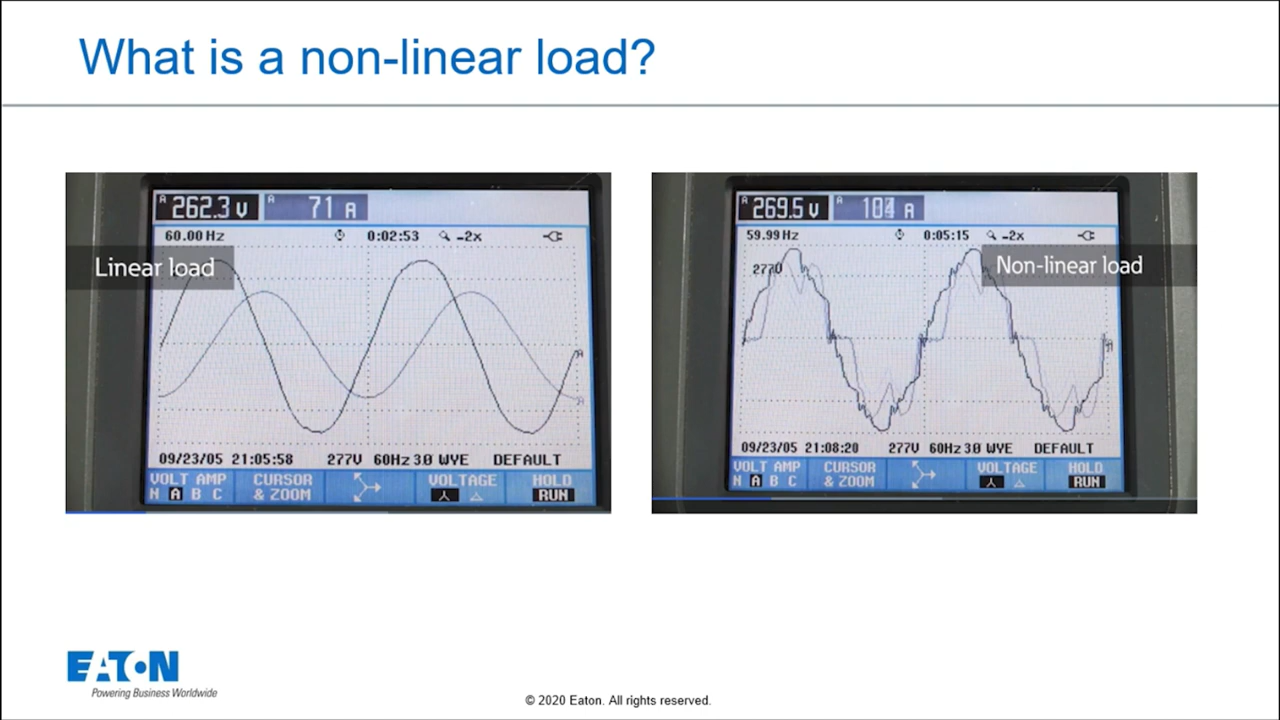 What is a non-linear load?
A 262.3 V A 71 A
60.00 Hz 0:02:53 -2x
Linear load
A
A
09/23/05 21:05:58 277V 60Hz 3Ø WYE DEFAULT
VOLT AMP CURSOR VOLTAGE HOLD
N A B C & ZOOM RUN
A 269.5 V A A
59.99 Hz 0:05:15 -2x
Non-linear load
A
09/23/05 21:08:20 277V 60Hz 3Ø WYE DEFAULT
VOLT AMP CURSOR VOLTAGE HOLD
N A B C & ZOOM RUN
EATON
Powering Business Worldwide
© 2020 Eaton. All rights reserved.